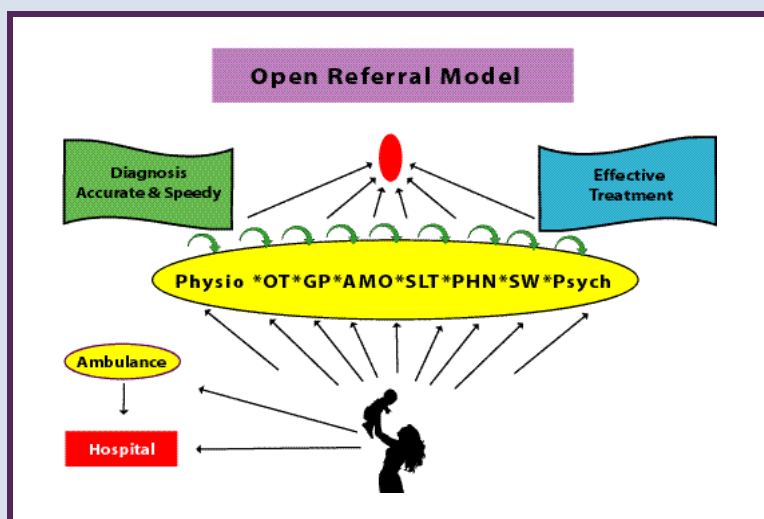 Open Referral Model
Diagnosis
Accurate & Speedy
Effective
Treatment
Physio *OT*GP*AMO*SLT*PHN*SW*Psych
Ambulance
Hospital